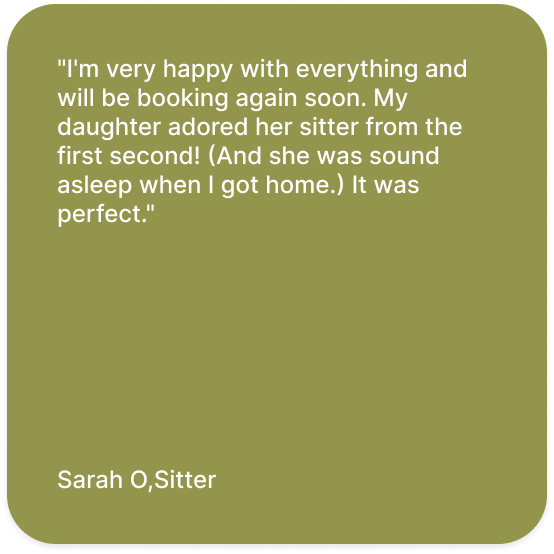 "I'm very happy with everything and
will be booking again soon. My
daughter adored her sitter from the
first second! (And she was sound
asleep when I got home.) It was
perfect."
Sarah O,Sitter